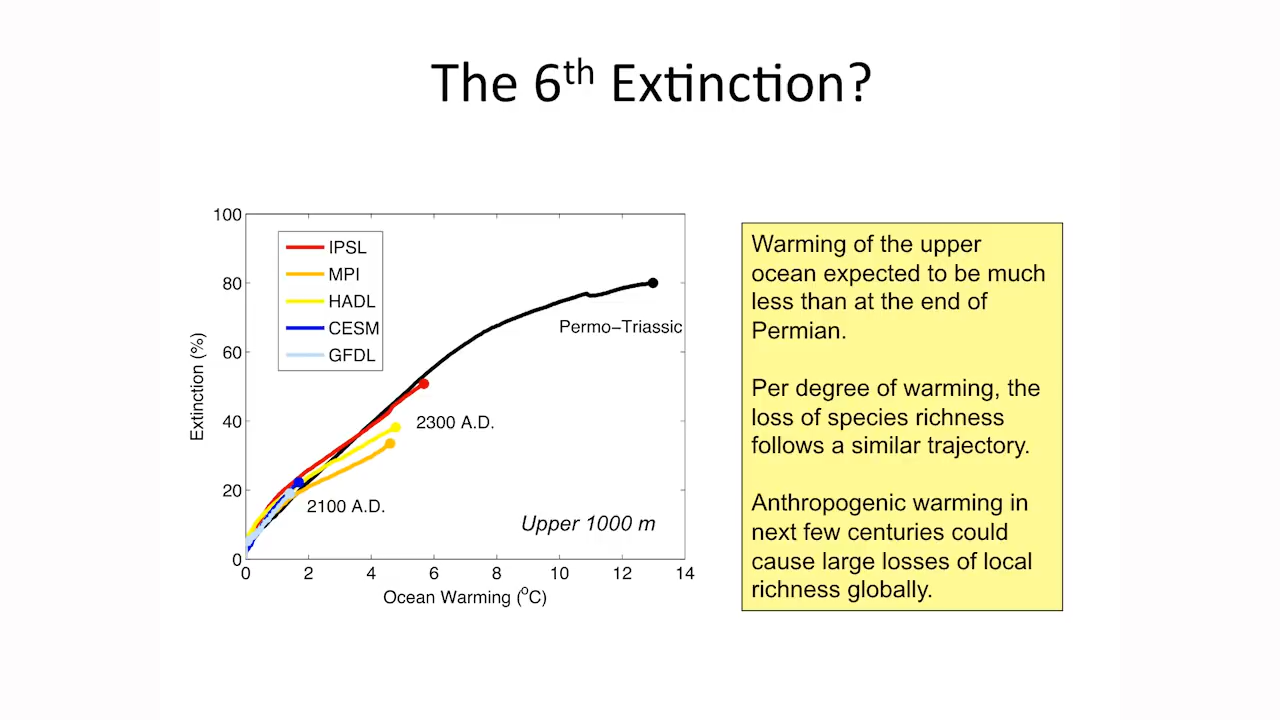 The 6th Extinction?
100
80
60
40
20
0
Extinction (%)
IPSL
MPI
HADL
CESM
GFDL
Permo-Triassic
2300 A.D.
2100 A.D.
Upper 1000 m
0 2 4 6 8 10 12 14
Ocean Warming (oC)
Warming of the upper
ocean expected to be much
less than at the end of
Permian.
Per degree of warming, the
loss of species richness
follows a similar trajectory.
Anthropogenic warming in
next few centuries could
cause large losses of local
richness globally.